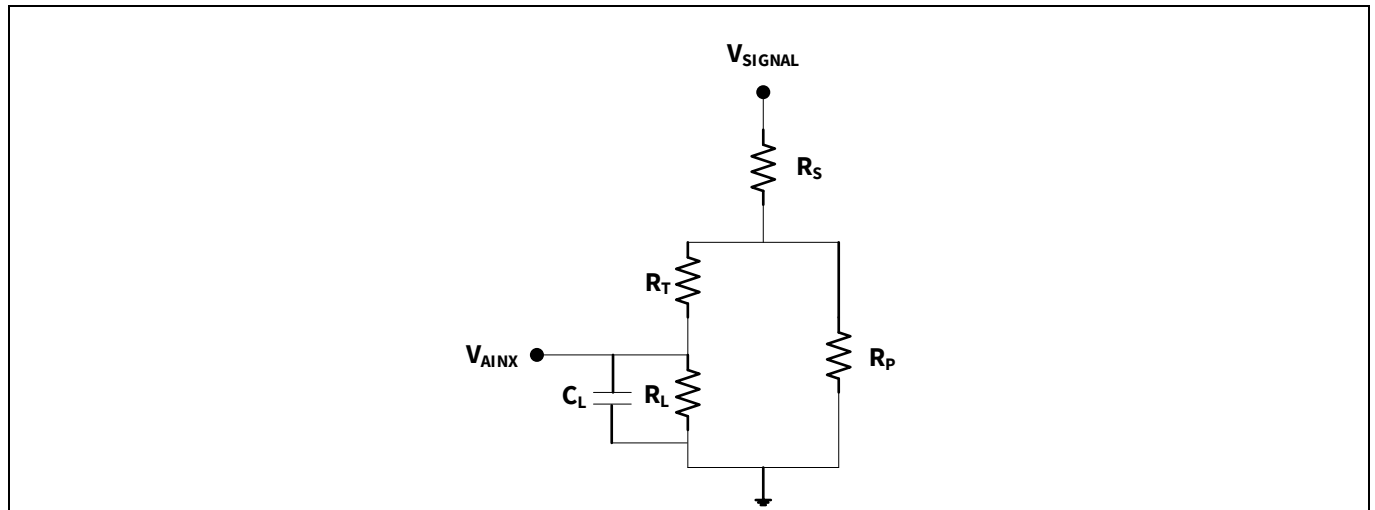 VSIGNAL
RS
RT
VAINX
CL
RL
RP